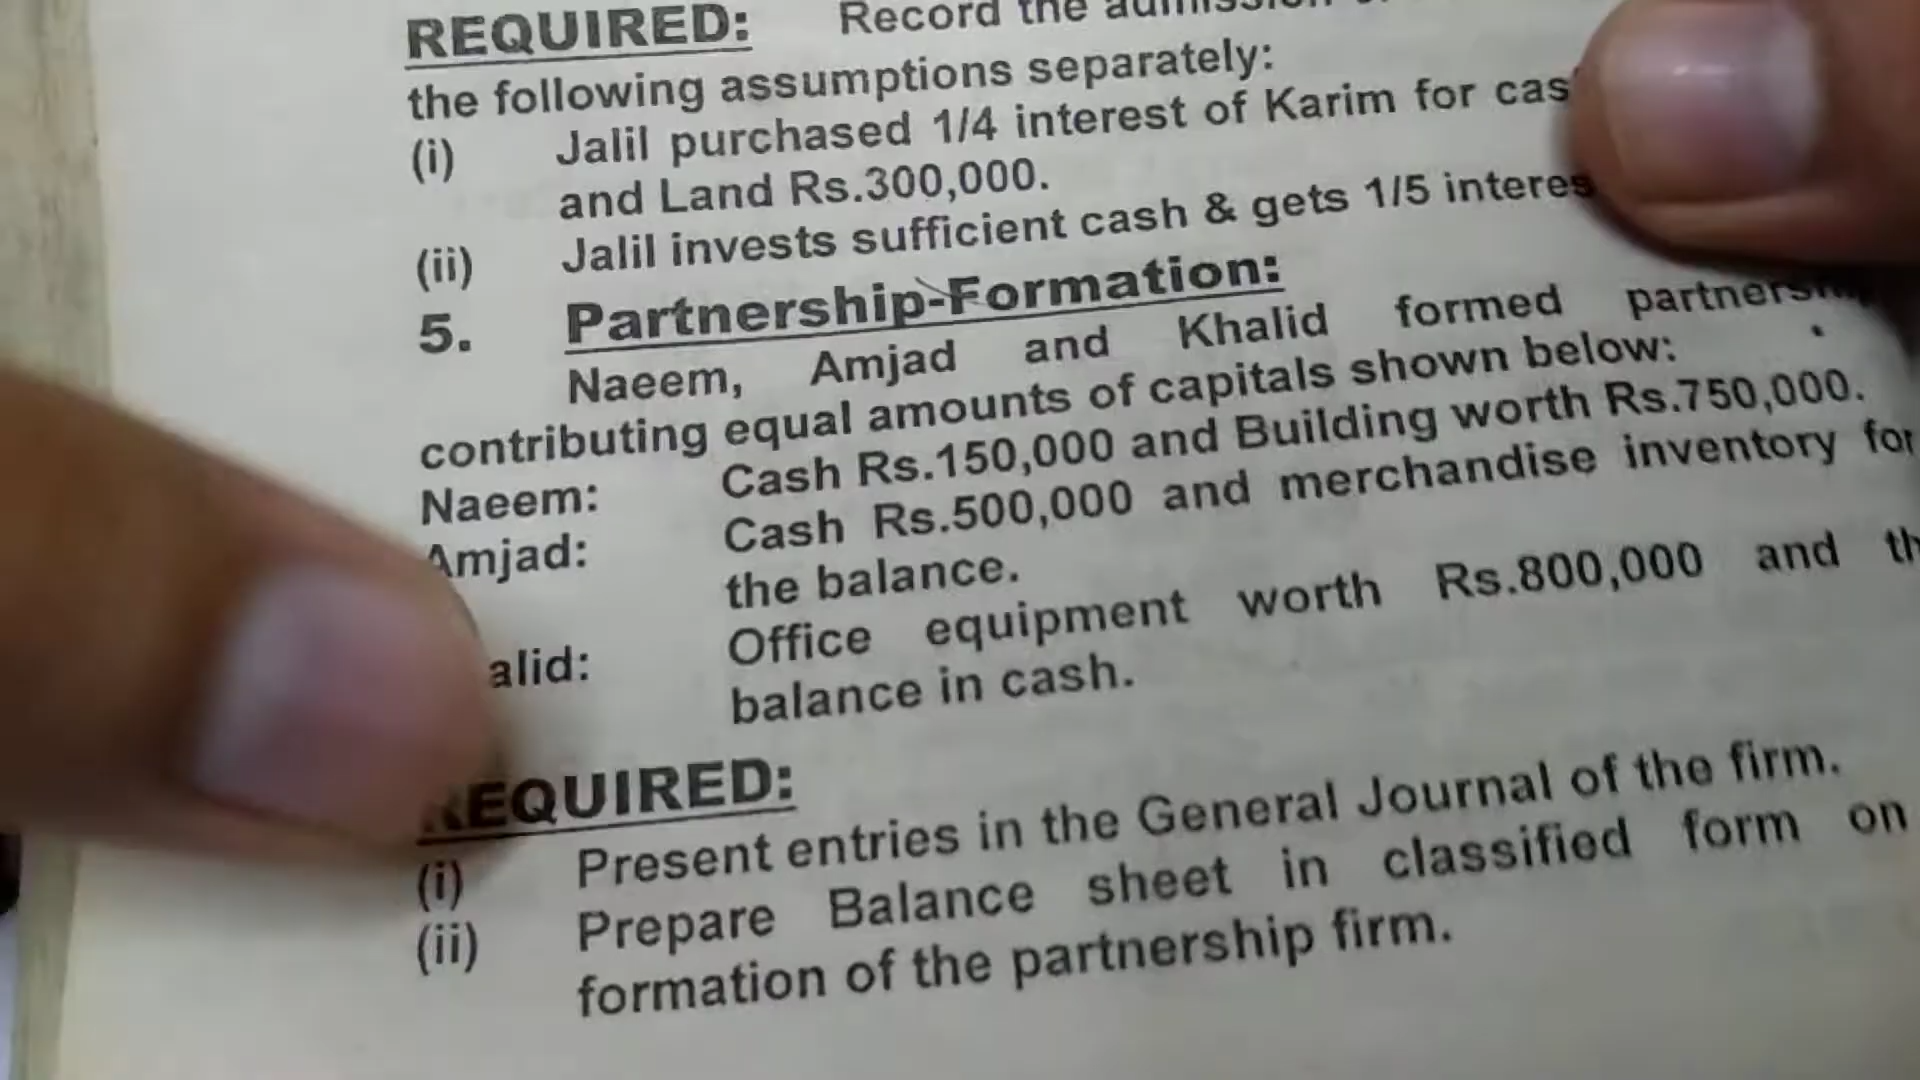 REQUIRED: Record the
the following assumptions separately:
(i) Jalil purchased 1/4 interest of Karim for
and Land Rs.300,000.
(ii) Jalil invests sufficient cash & gets 1/5
5. Partnership-Formation:
Naeem, Amjad and Khalid formed
contributing equal amounts of capitals shown below:
Naeem: Cash Rs.150,000 and Building worth Rs.750,000.
Amjad: Cash Rs.500,000 and merchandise inventory for
the balance.
alid: Office equipment worth Rs.800,000 and th
balance in cash.
REQUIRED:
(i) Present entries in the General Journal of the firm.
(ii) Prepare Balance sheet in classified form on
formation of the partnership firm.